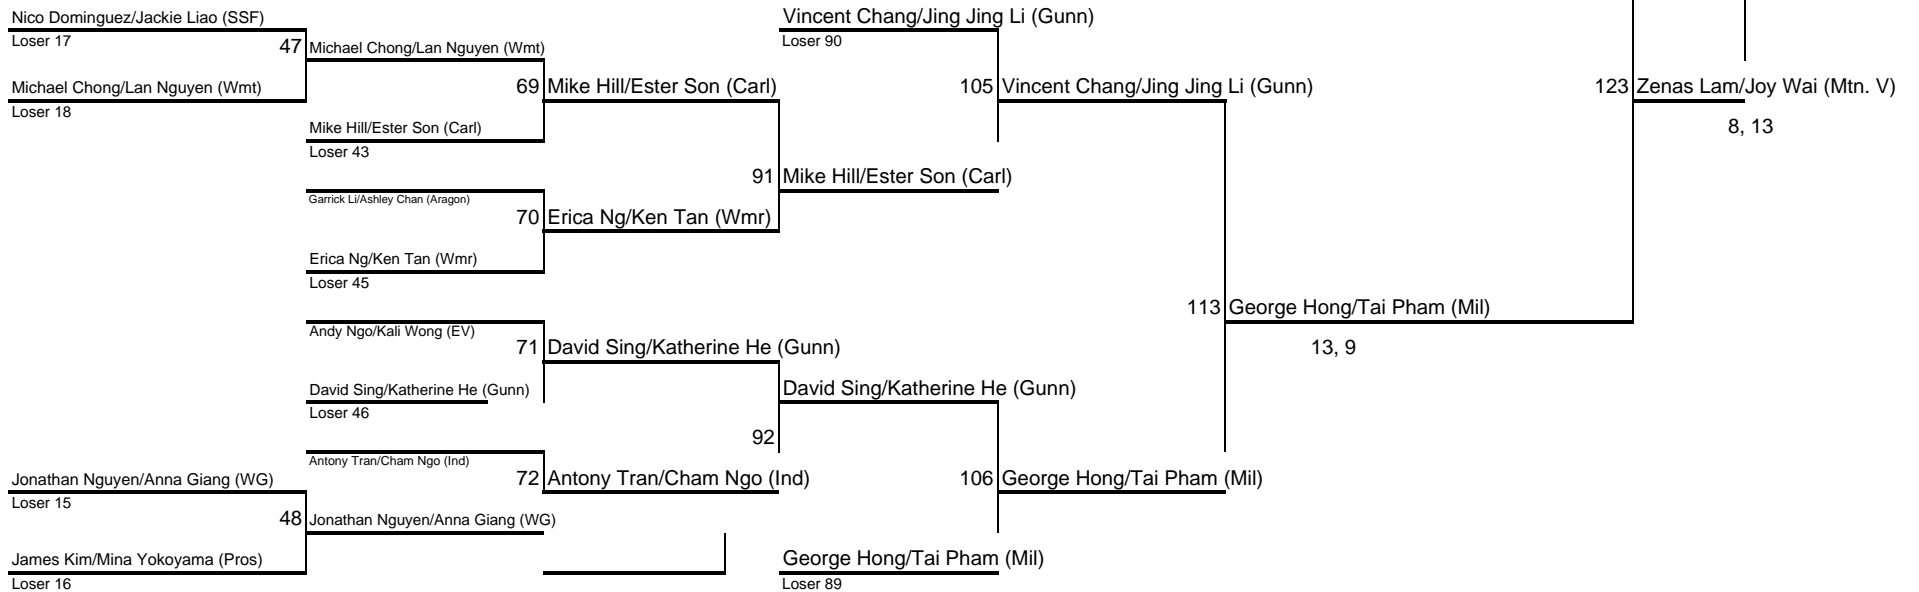 Nico Dominguez/Jackie Liao (SSF)
Vincent Chang/Jing Jing Li (Gunn)
Loser 17
47 Michael Chong/Lan Nguyen (Wmt)
Loser 90
Michael Chong/Lan Nguyen (Wmt)
69 Mike Hill/Ester Son (Carl)
105 Vincent Chang/Jing Jing Li (Gunn)
123 Zenas Lam/Joy Wai (Mtn. V)
Loser 18
Mike Hill/Ester Son (Carl)
8, 13
Loser 43
91 Mike Hill/Ester Son (Carl)
Garrick Li/Ashley Chan (Aragon)
70 Erica Ng/Ken Tan (Wmr)
Erica Ng/Ken Tan (Wmr)
Loser 45
113 George Hong/Tai Pham (Mil)
Andy Ngo/Kali Wong (EV)
71 David Sing/Katherine He (Gunn)
13, 9
David Sing/Katherine He (Gunn)
David Sing/Katherine He (Gunn)
Loser 46
92
Antony Tran/Cham Ngo (Ind)
Jonathan Nguyen/Anna Giang (WG)
72 Antony Tran/Cham Ngo (Ind)
106 George Hong/Tai Pham (Mil)
Loser 15
48 Jonathan Nguyen/Anna Giang (WG)
James Kim/Mina Yokoyama (Pros)
George Hong/Tai Pham (Mil)
Loser 16
Loser 89